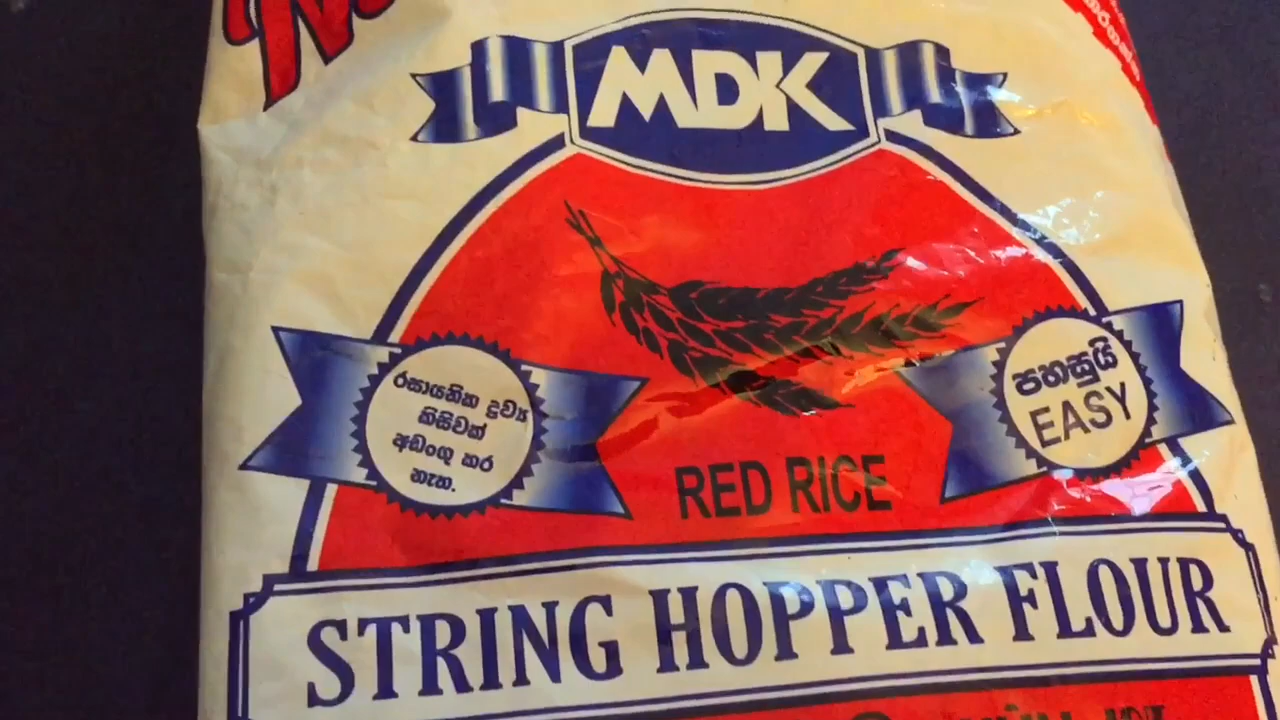 MDK
රසායනික ද්‍රව්‍ය
කිසිවක්
අඩංගු කර
නැත.
පහසුයි
EASY
RED RICE
STRING HOPPER FLOUR